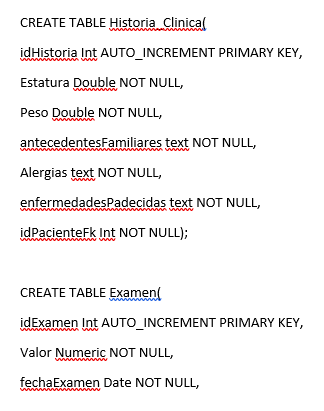 CREATE TABLE Historia_Clinica(
idHistoria Int AUTO_INCREMENT PRIMARY KEY,
Estatura Double NOT NULL,
Peso Double NOT NULL,
antecedentesFamiliares text NOT NULL,
Alergias text NOT NULL,
enfermedadesPadecidas text NOT NULL,
idPacienteFk Int NOT NULL);
CREATE TABLE Examen(
idExamen Int AUTO_INCREMENT PRIMARY KEY,
Valor Numeric NOT NULL,
fechaExamen Date NOT NULL,